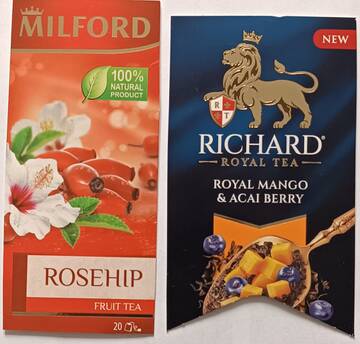 MILFORD
100%
NATURAL
PRODUCT
ROSEHIP
FRUIT TEA
20
NEW
R T
RICHARD®
ROYAL TEA
ROYAL MANGO
& ACAI BERRY